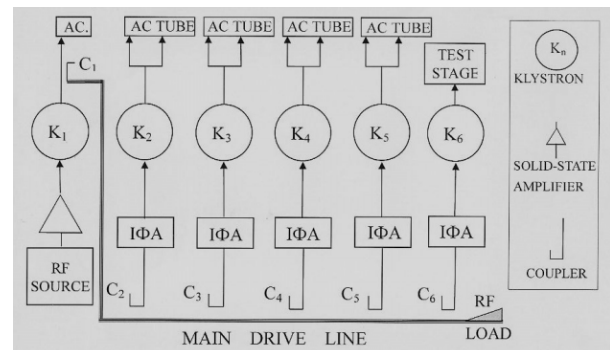 AC.
AC TUBE
AC TUBE
AC TUBE
AC TUBE
C1
TEST
STAGE
Kn
KLYSTRON
K1
K2
K3
K4
K5
K6
SOLID-STATE
AMPLIFIER
IΦA
IΦA
IΦA
IΦA
IΦA
RF
SOURCE
C2
C3
C4
C5
C6
COUPLER
RF
LOAD
MAIN DRIVE LINE